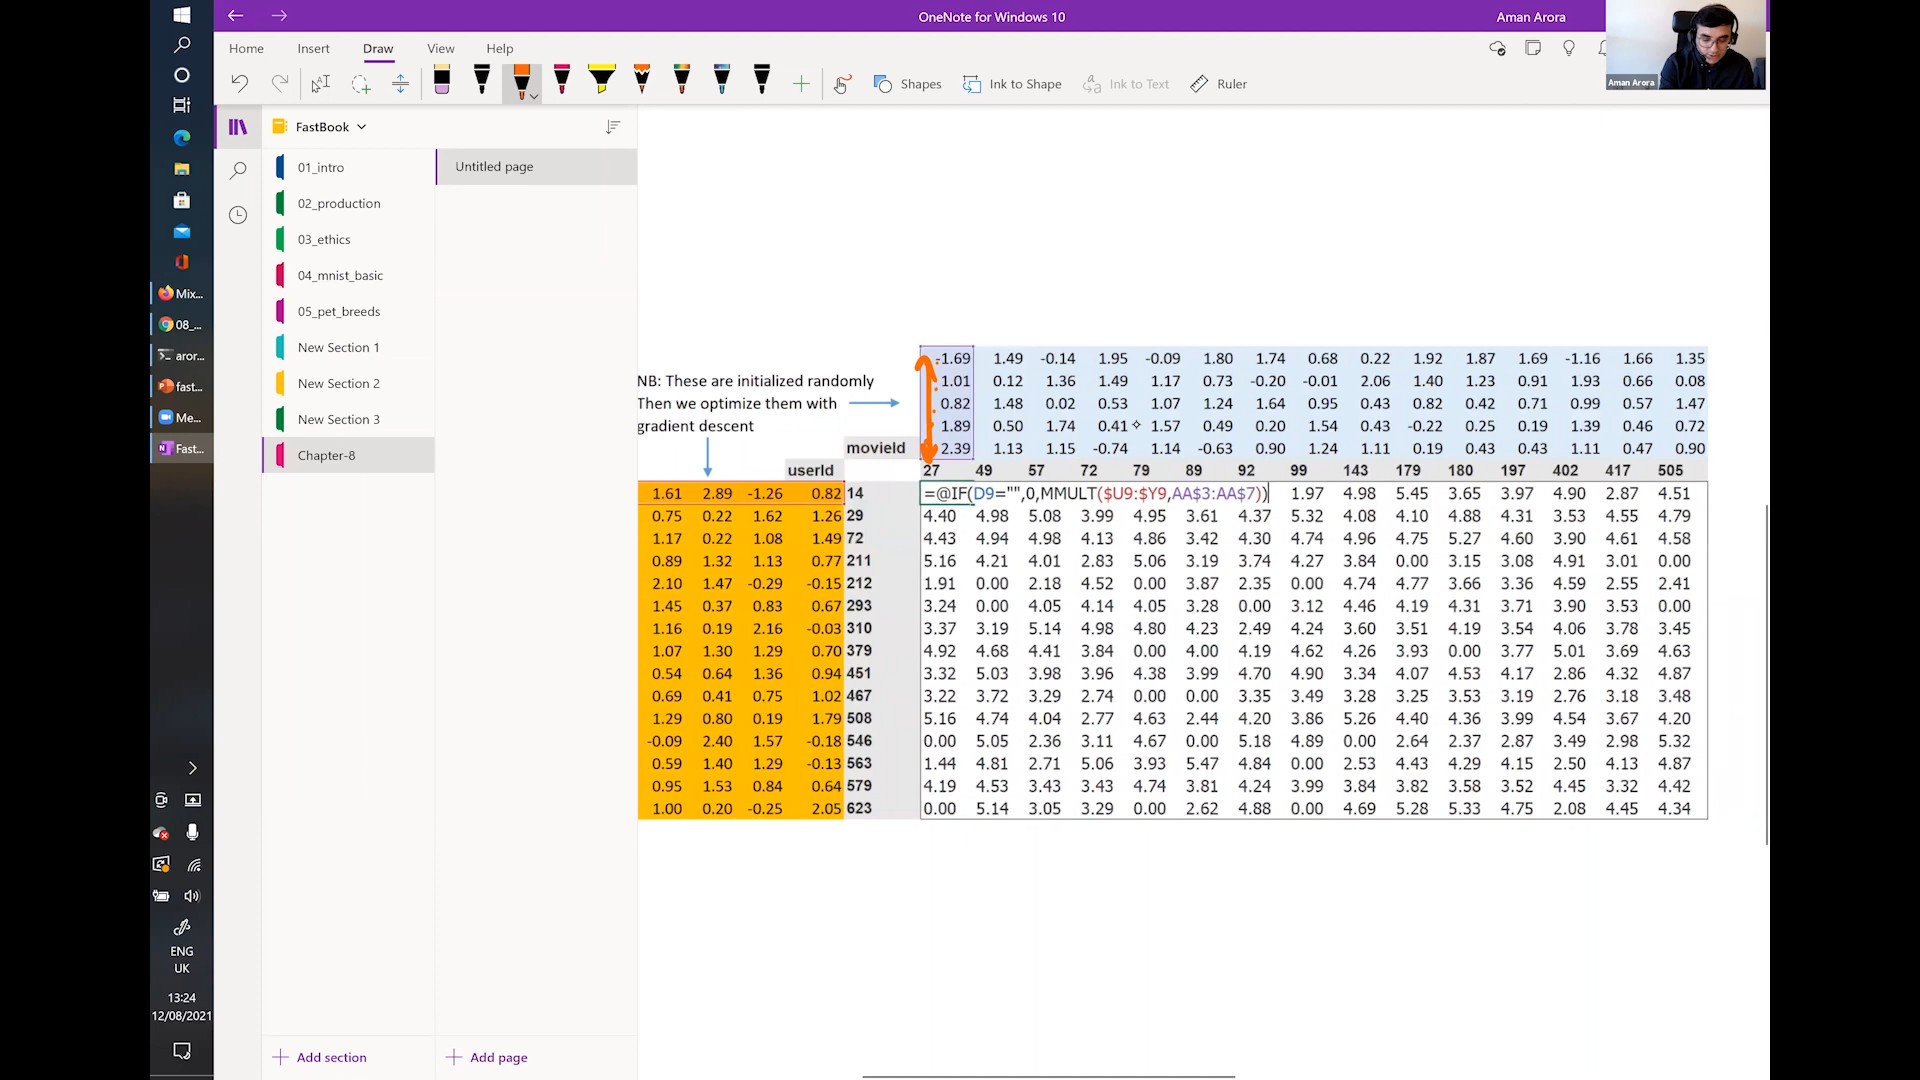 OneNote for Windows 10
Aman Arora
Home Insert Draw View Help
Shapes Ink to Shape Ink to Text Ruler
Aman Arora
FastBook
01_intro
02_production
03_ethics
04_mnist_basic
05_pet_breeds
New Section 1
New Section 2
New Section 3
Chapter-8
Add section
Untitled page
Add page
Mix...
08_...
aror...
fast...
Me...
Fast...
ENG
UK
13:24
12/08/2021
NB: These are initialized randomly
Then we optimize them with
gradient descent
-1.69 1.49 -0.14 1.95 -0.09 1.80 1.74 0.68 0.22 1.92 1.87 1.69 -1.16 1.66 1.35
1.01 0.12 1.36 1.49 1.17 0.73 -0.20 -0.01 2.06 1.40 1.23 0.91 1.93 0.66 0.08
0.82 1.48 0.02 0.53 1.07 1.24 1.64 0.95 0.43 0.82 0.42 0.71 0.99 0.57 1.47
1.89 0.50 1.74 0.41 1.57 0.49 0.20 1.54 0.43 -0.22 0.25 0.19 1.39 0.46 0.72
2.39 1.13 1.15 -0.74 1.14 -0.63 0.90 1.24 1.11 0.19 0.43 0.43 1.11 0.47 0.90
movieId
userId 27 49 57 72 79 89 92 99 143 179 180 197 402 417 505
1.61 2.89 -1.26 0.82 14 =@IF(D9="",0,MMULT($U9:$Y9,AA$3:AA$7)) 1.97 4.98 5.45 3.65 3.97 4.90 2.87 4.51
0.75 0.22 1.62 1.26 29 4.40 4.98 5.08 3.99 4.95 3.61 4.37 5.32 4.08 4.10 4.88 4.31 3.53 4.55 4.79
1.17 0.22 1.08 1.49 72 4.43 4.94 4.98 4.13 4.86 3.42 4.30 4.74 4.96 4.75 5.27 4.60 3.90 4.61 4.58
0.89 1.32 1.13 0.77 211 5.16 4.21 4.01 2.83 5.06 3.19 3.74 4.27 3.84 0.00 3.15 3.08 4.91 3.01 0.00
2.10 1.47 -0.29 -0.15 212 1.91 0.00 2.18 4.52 0.00 3.87 2.35 0.00 4.74 4.77 3.66 3.36 4.59 2.55 2.41
1.45 0.37 0.83 0.67 293 3.24 0.00 4.05 4.14 4.05 3.28 0.00 3.12 4.46 4.19 4.31 3.71 3.90 3.53 0.00
1.16 0.19 2.16 -0.03 310 3.37 3.19 5.14 4.98 4.80 4.23 2.49 4.24 3.60 3.51 4.19 3.54 4.06 3.78 3.45
1.07 1.30 1.29 0.70 379 4.92 4.68 4.41 3.84 0.00 4.00 4.19 4.62 4.26 3.93 0.00 3.77 5.01 3.69 4.63
0.54 0.64 1.36 0.94 451 3.32 5.03 3.98 3.96 4.38 3.99 4.70 4.90 3.34 4.07 4.53 4.17 2.86 4.32 4.87
0.69 0.41 0.75 1.02 467 3.22 3.72 3.29 2.74 0.00 0.00 3.35 3.49 3.28 3.25 3.53 3.19 2.76 3.18 3.48
1.29 0.80 0.19 1.79 508 5.16 4.74 4.04 2.77 4.63 2.44 4.20 3.86 5.26 4.40 4.36 3.99 4.54 3.67 4.20
-0.09 2.40 1.57 -0.18 546 0.00 5.05 2.36 3.11 4.67 0.00 5.18 4.89 0.00 2.64 2.37 2.87 3.49 2.98 5.32
0.59 1.40 1.29 -0.13 563 1.44 4.81 2.71 5.06 3.93 5.47 4.84 0.00 2.53 4.43 4.29 4.15 2.50 4.13 4.87
0.95 1.53 0.84 0.64 579 4.19 4.53 3.43 3.43 4.74 3.81 4.24 3.99 3.84 3.82 3.58 3.52 4.45 3.32 4.42
1.00 0.20 -0.25 2.05 623 0.00 5.14 3.05 3.29 0.00 2.62 4.88 0.00 4.69 5.28 5.33 4.75 2.08 4.45 4.34